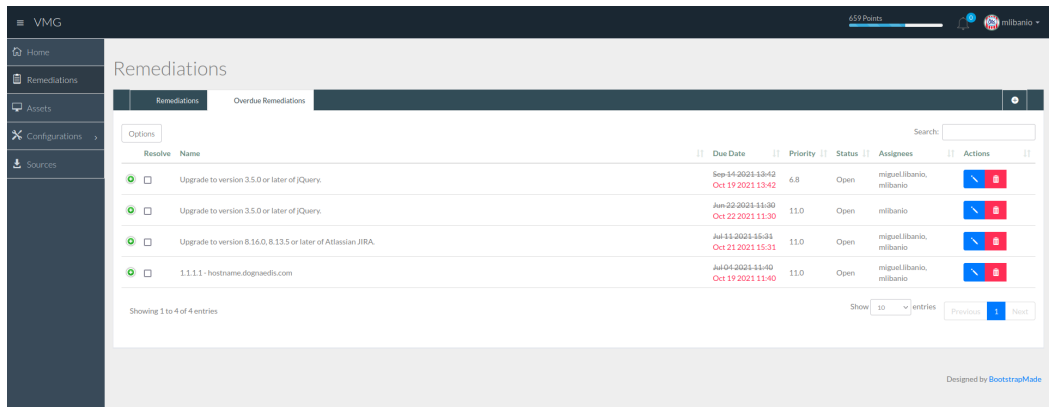 ≡ VMG
659 Points
0
mlibanio
Home
Remediations
Assets
Configurations
Sources
Remediations
Remediations Overdue Remediations
Options
Search:
Resolve Name Due Date Priority Status Assignees Actions
Upgrade to version 3.5.0 or later of jQuery. Sep 14 2021 13:42 Oct 19 2021 13:42 6.8 Open miguel.libanio, mlibanio
Upgrade to version 3.5.0 or later of jQuery. Jun 22 2021 11:30 Oct 22 2021 11:30 11.0 Open mlibanio
Upgrade to version 8.16.0, 8.13.5 or later of Atlassian JIRA. Jul 11 2021 15:31 Oct 21 2021 15:31 11.0 Open miguel.libanio, mlibanio
1.1.1.1 - hostname.dognaedis.com Jul 04 2021 11:40 Oct 19 2021 11:40 11.0 Open miguel.libanio, mlibanio
Showing 1 to 4 of 4 entries
Show 10 entries
Previous 1 Next
Designed by BootstrapMade